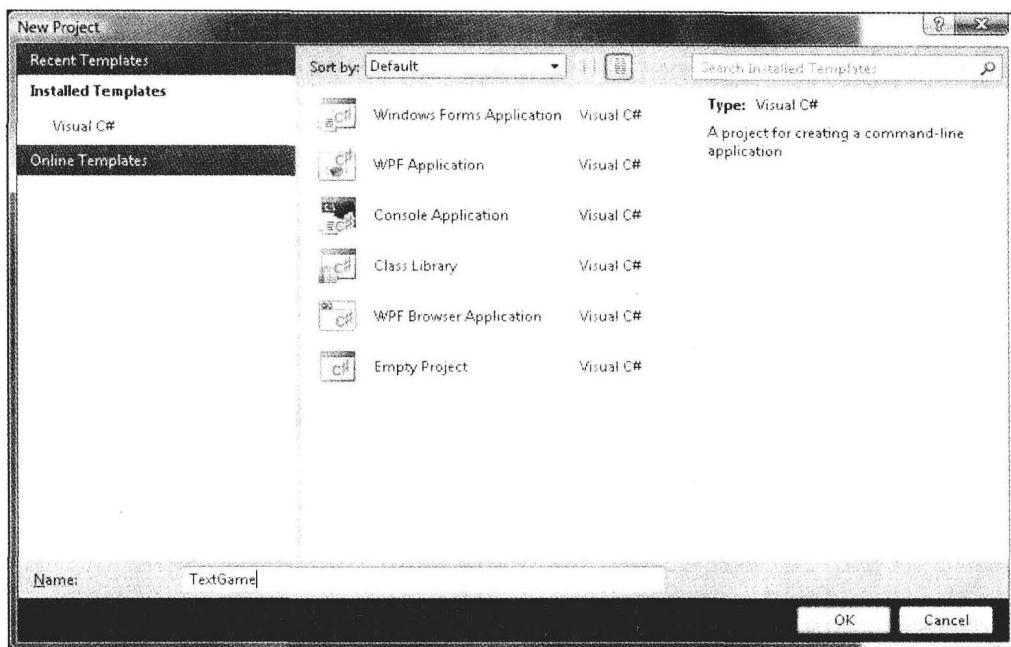 New Project
Recent Templates
Installed Templates
Visual C#
Online Templates
Sort by: Default
Search Installed Templates
Windows Forms Application Visual C#
WPF Application Visual C#
Console Application Visual C#
Class Library Visual C#
WPF Browser Application Visual C#
Empty Project Visual C#
Type: Visual C#
A project for creating a command-line
application
Name: TextGame
OK Cancel